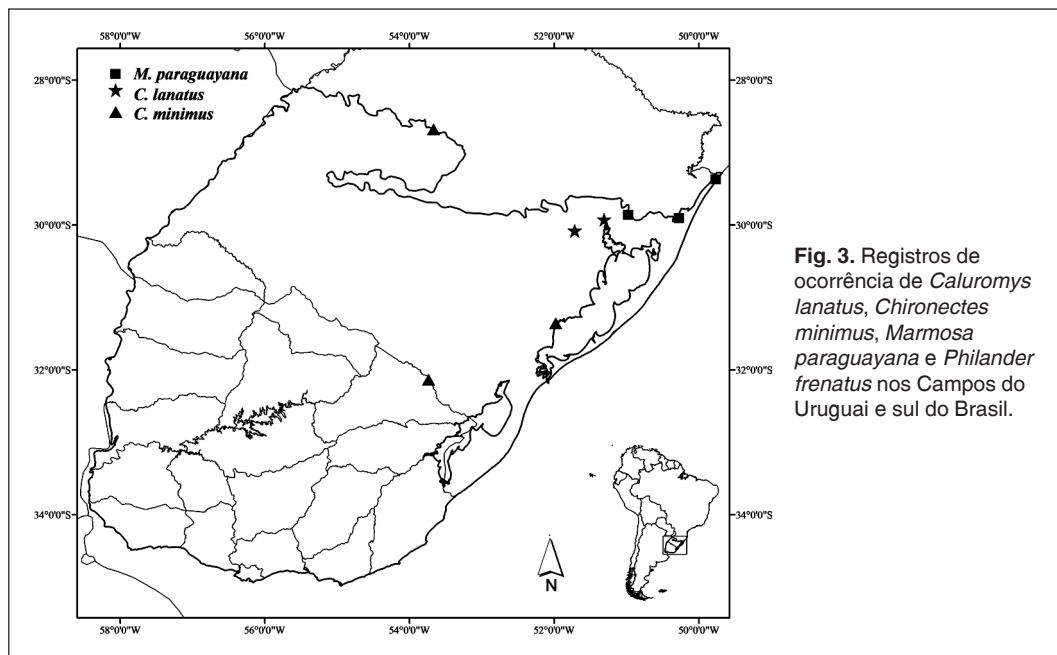 58°0'0"W 56°0'0"W 54°0'0"W 52°0'0"W 50°0'0"W
M. paraguayana
C. lanatus
C. minimus
28°0'0"S 28°0'0"S
30°0'0"S 30°0'0"S
32°0'0"S 32°0'0"S
34°0'0"S 34°0'0"S
N
58°0'0"W 56°0'0"W 54°0'0"W 52°0'0"W 50°0'0"W
Fig. 3. Registros de
ocorrência de Caluromys
lanatus, Chironectes
minimus, Marmosa
paraguayana e Philander
frenatus nos Campos do
Uruguai e sul do Brasil.